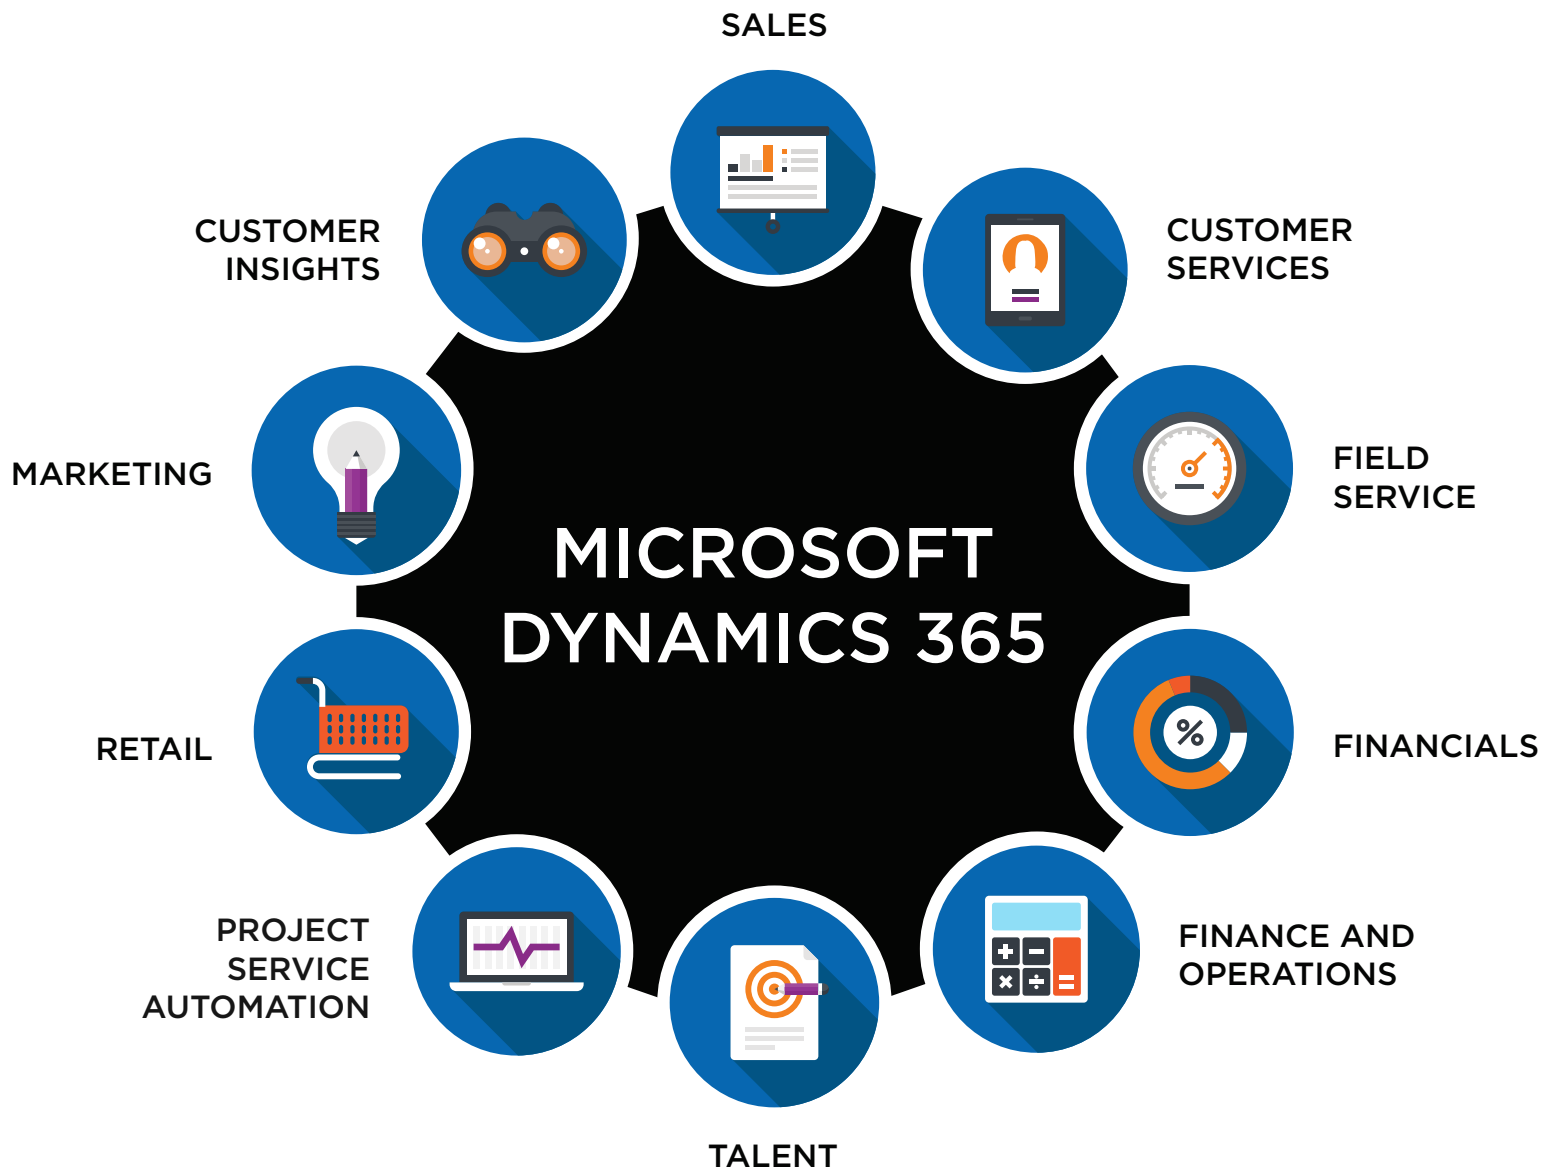 SALES
CUSTOMER
INSIGHTS
CUSTOMER
SERVICES
MARKETING
FIELD
SERVICE
MICROSOFT
DYNAMICS 365
RETAIL
%
FINANCIALS
PROJECT
SERVICE
AUTOMATION
FINANCE AND
OPERATIONS
TALENT